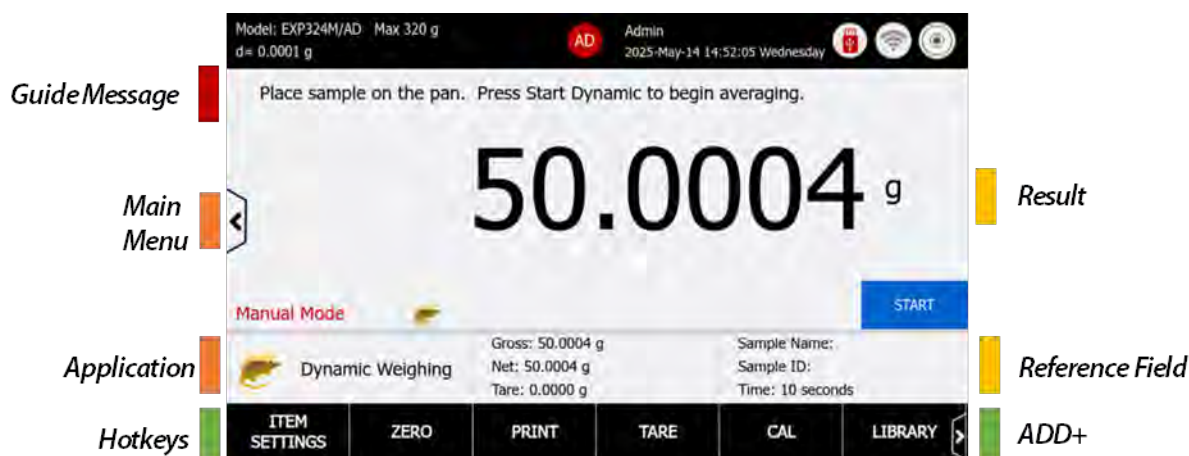 Model: EXP324M/AD Max 320 g
d= 0.0001 g
AD
Admin
2025-May-14 14:52:05 Wednesday
Guide Message
Place sample on the pan. Press Start Dynamic to begin averaging.
50.0004 g
Result
Main
Menu
START
Manual Mode
Application
Dynamic Weighing
Gross: 50.0004 g
Net: 50.0004 g
Tare: 0.0000 g
Sample Name:
Sample ID:
Time: 10 seconds
Reference Field
Hotkeys
ITEM
SETTINGS
ZERO
PRINT
TARE
CAL
LIBRARY
ADD+